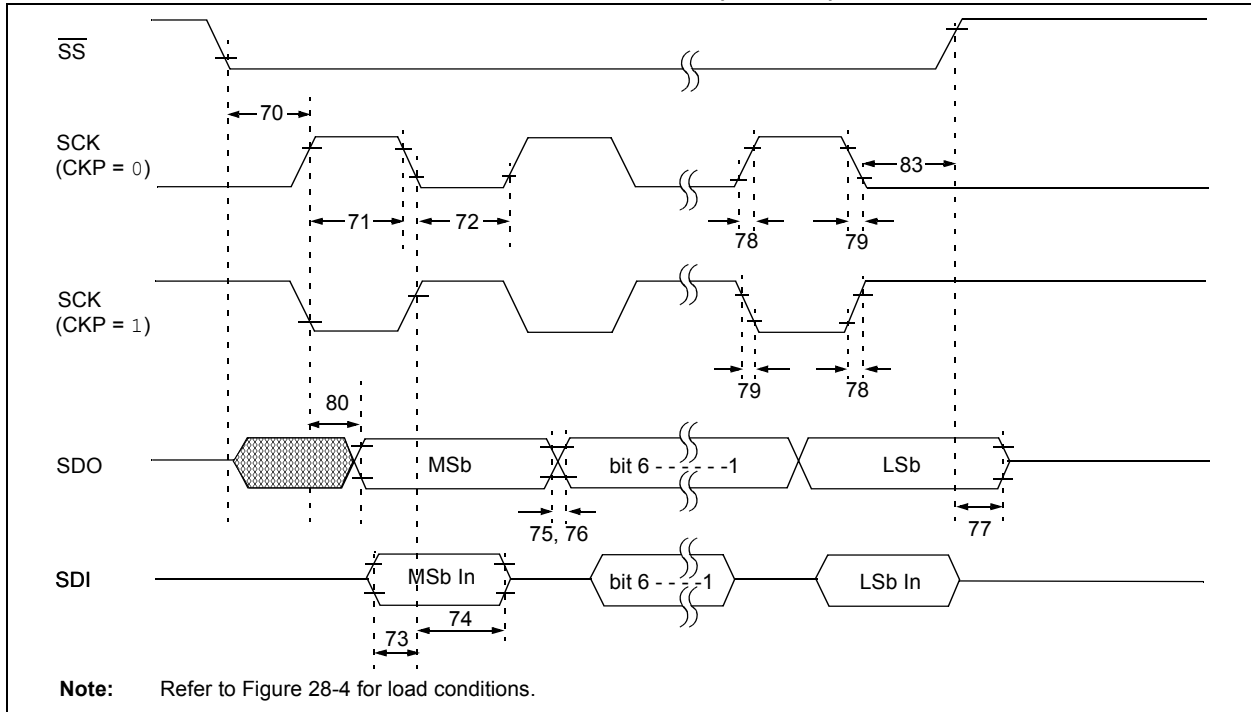 SS
70
SCK
(CKP = 0)
83
71
72
78
79
SCK
(CKP = 1)
79
78
80
SDO
MSb
bit 6 - - - - - -1
LSb
75, 76
77
SDI
MSb In
bit 6 - - - -1
LSb In
74
73
Note: Refer to Figure 28-4 for load conditions.